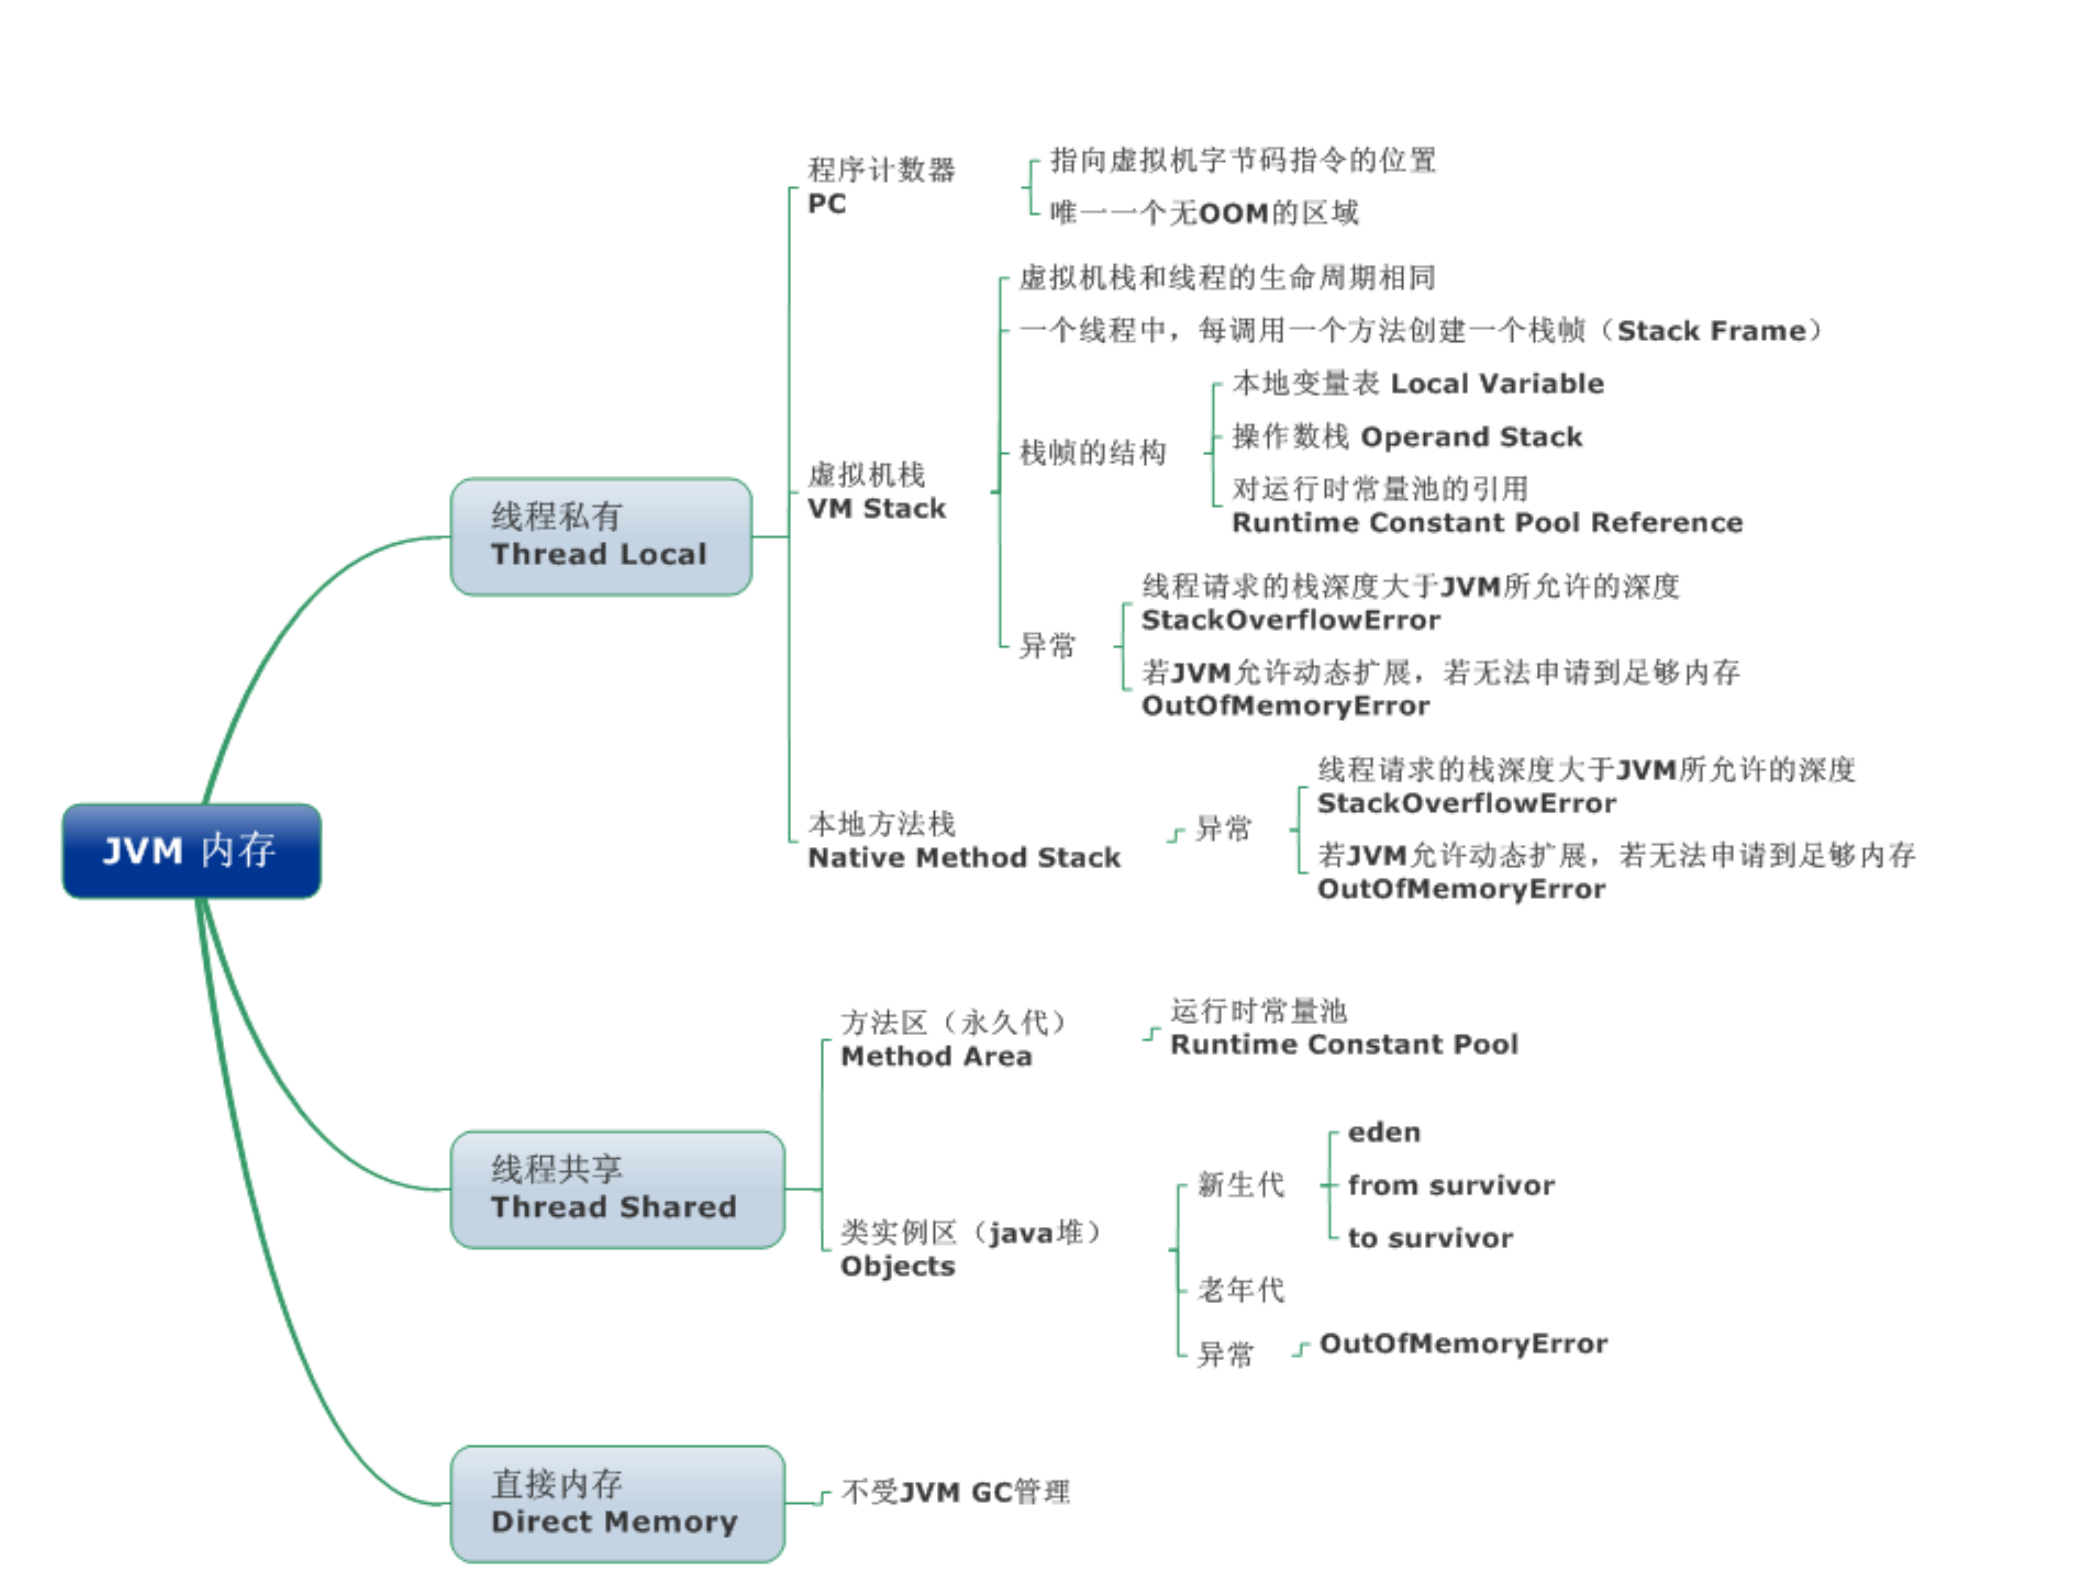 程序计数器
PC
指向虚拟机字节码指令的位置
唯一一个无OOM的区域
虚拟机栈和线程的生命周期相同
一个线程中，每调用一个方法创建一个栈帧（Stack Frame）
虚拟机栈
VM Stack
栈帧的结构
本地变量表 Local Variable
操作数栈 Operand Stack
对运行时常量池的引用
Runtime Constant Pool Reference
线程私有
Thread Local
异常
线程请求的栈深度大于JVM所允许的深度
StackOverflowError
若JVM允许动态扩展，若无法申请到足够内存
OutOfMemoryError
本地方法栈
Native Method Stack
异常
线程请求的栈深度大于JVM所允许的深度
StackOverflowError
若JVM允许动态扩展，若无法申请到足够内存
OutOfMemoryError
JVM 内存
方法区（永久代）
Method Area
运行时常量池
Runtime Constant Pool
线程共享
Thread Shared
类实例区（java堆）
Objects
新生代
eden
from survivor
to survivor
老年代
异常
OutOfMemoryError
直接内存
Direct Memory
不受JVM GC管理